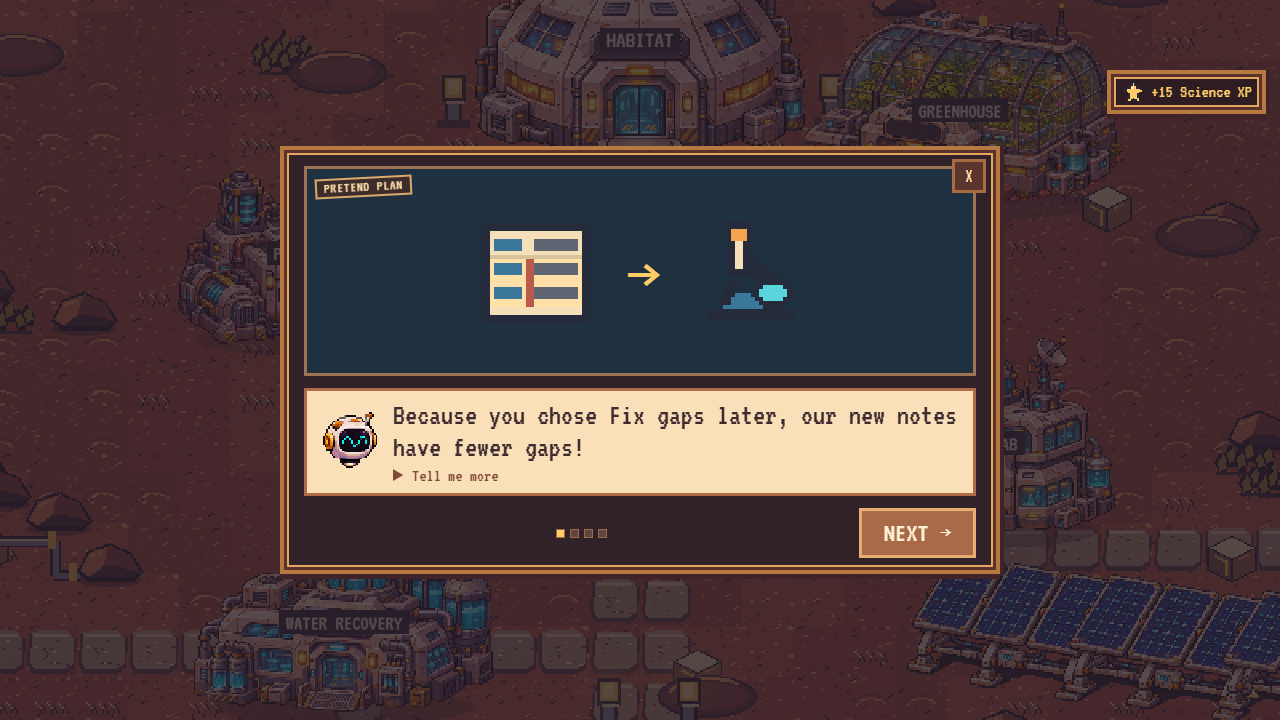 HABITAT
GREENHOUSE
+15 Science XP
PRETEND PLAN
X
Because you chose Fix gaps later, our new notes
have fewer gaps!
Tell me more
NEXT →
WATER RECOVERY